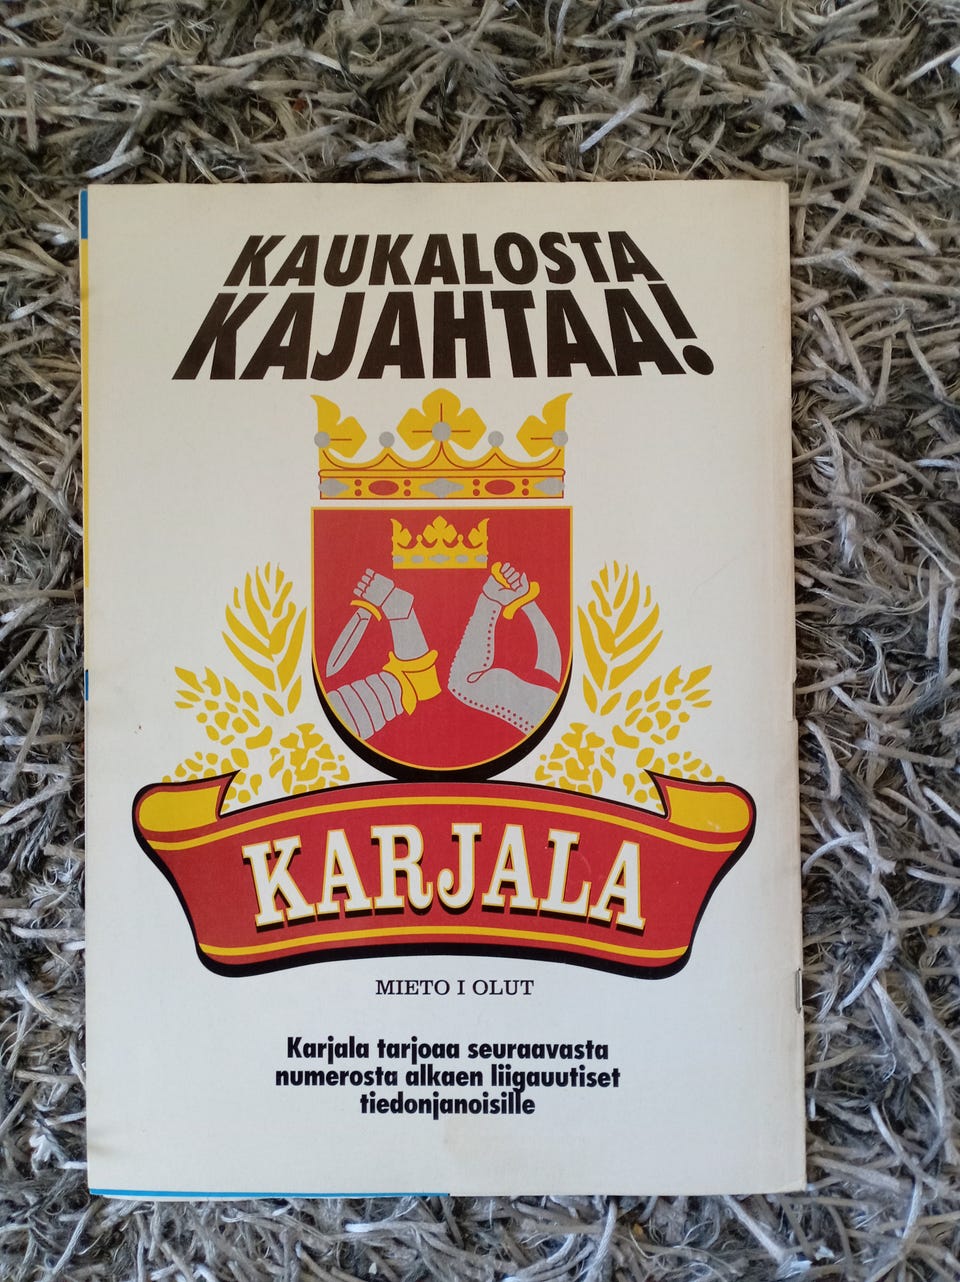 KAUKALOSTA
KAJAHTAA!
KARJALA
MIETO I OLUT
Karjala tarjoaa seuraavasta
numerosta alkaen liigauutiset
tiedonjanoisille